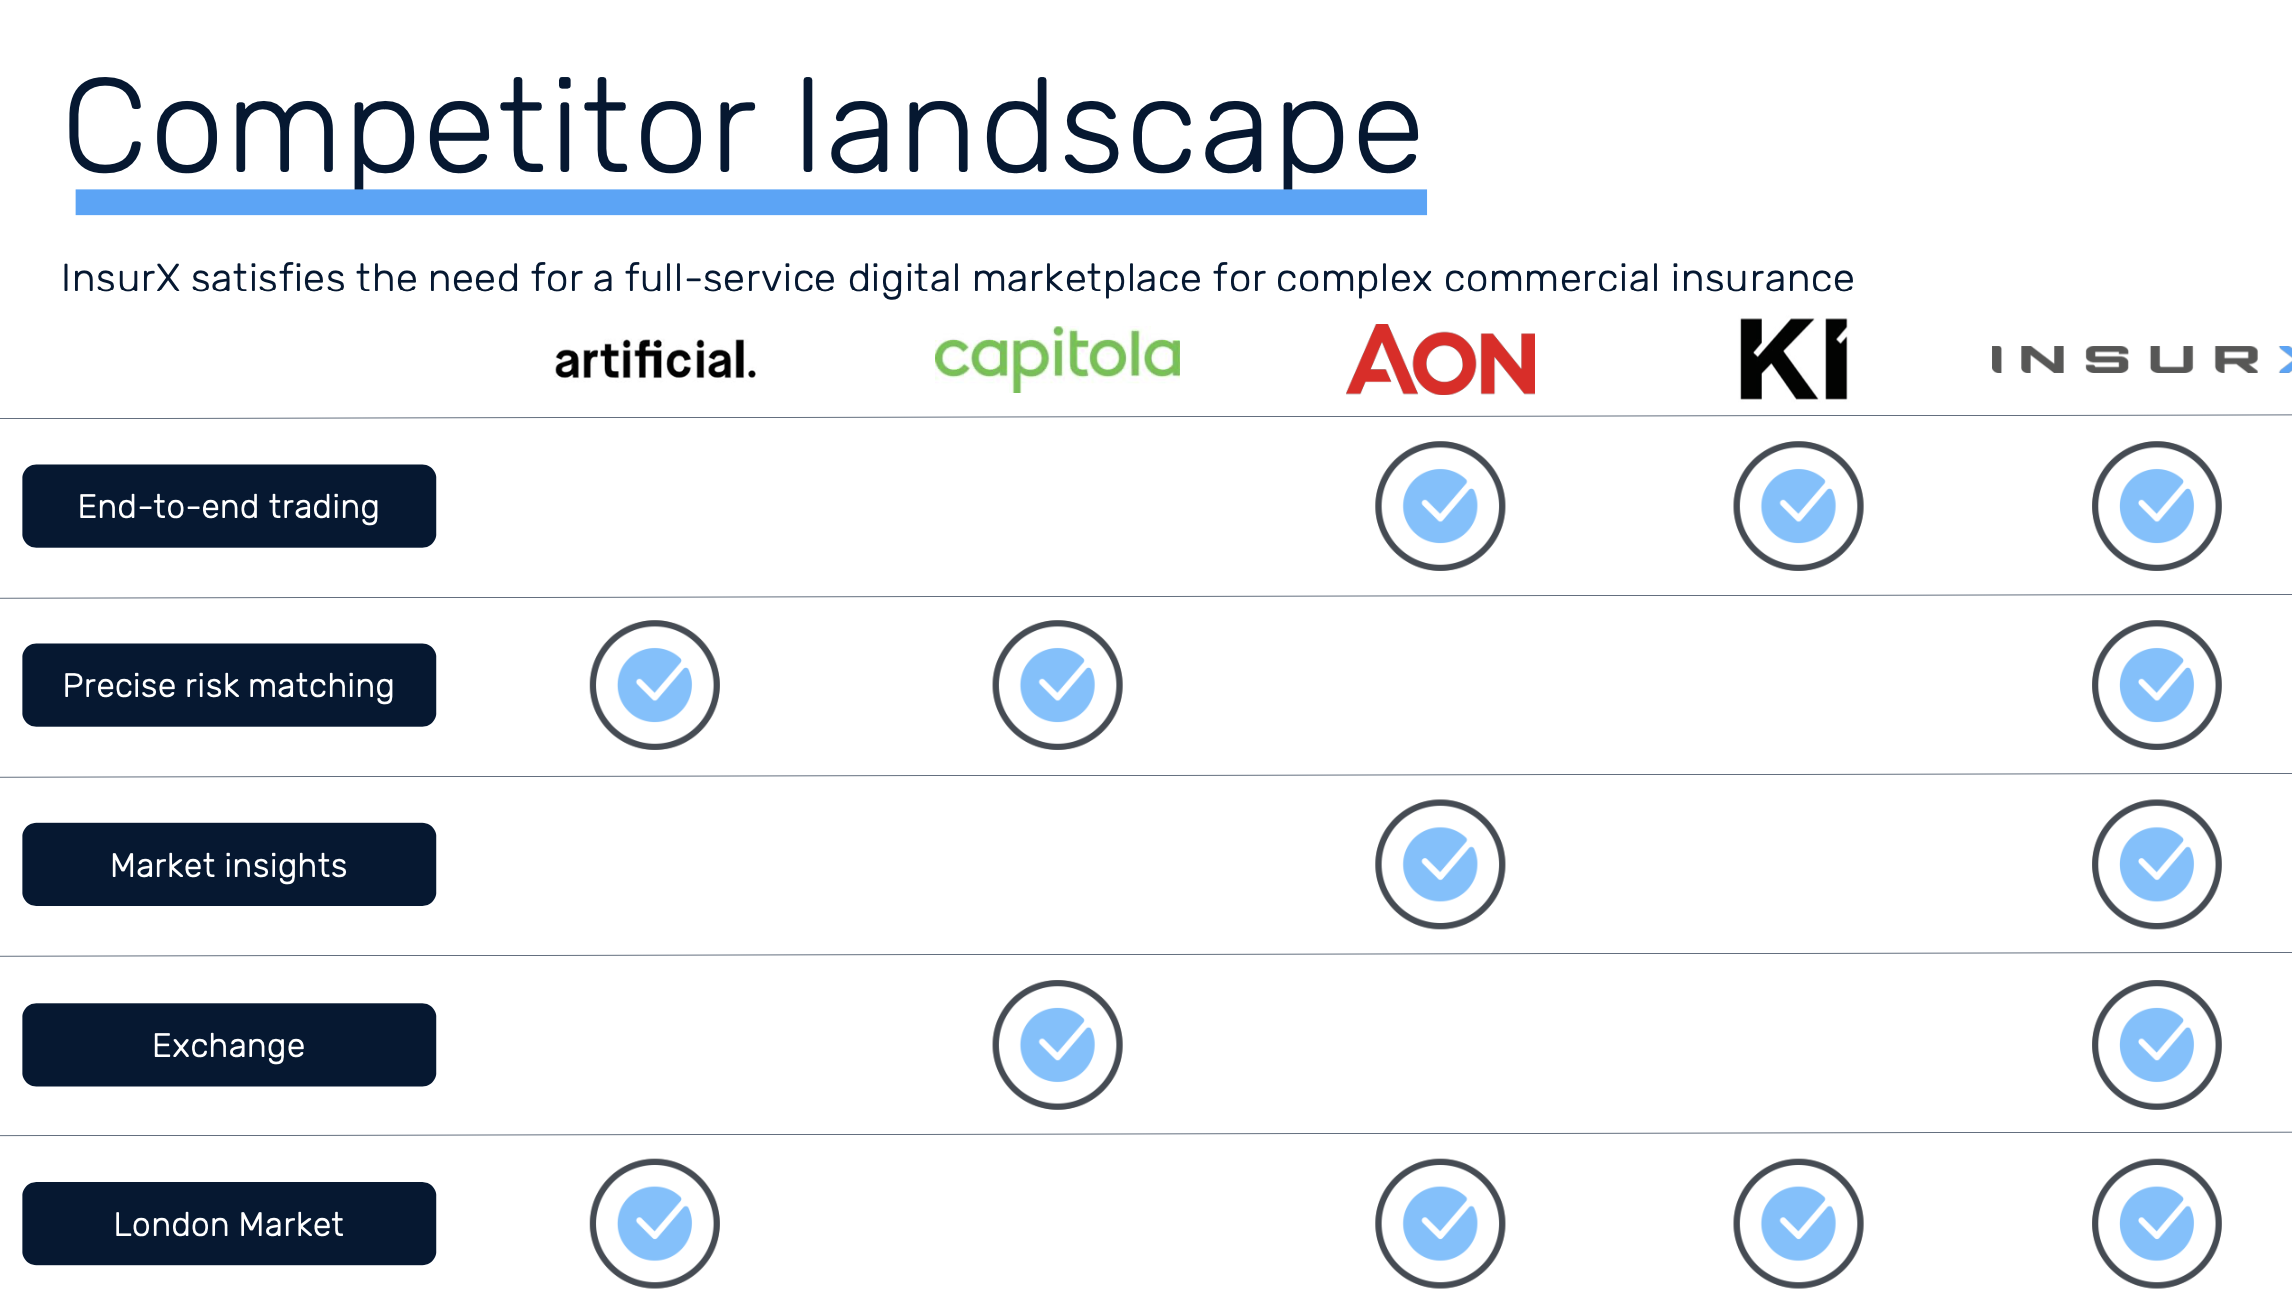 Competitor landscape
InsurX satisfies the need for a full-service digital marketplace for complex commercial insurance
artificial. capitola AON Ki INSURX
End-to-end trading
Precise risk matching
Market insights
Exchange
London Market